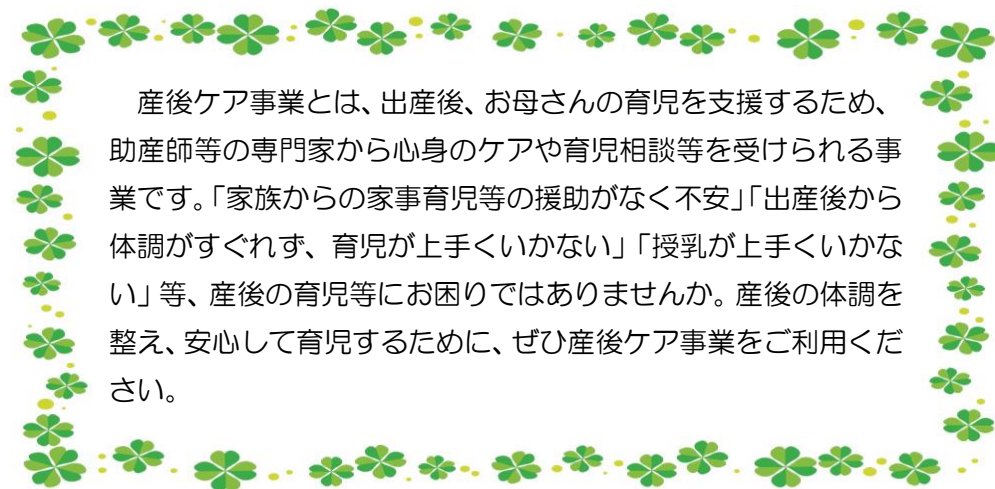 産後ケア事業とは、出産後、お母さんの育児を支援するため、
助産師等の専門家から心身のケアや育児相談等を受けられる事
業です。「家族からの家事育児等の援助がなく不安」「出産後から
体調がすぐれず、育児が上手くいかない」「授乳が上手くいかな
い」等、産後の育児等にお困りではありませんか。産後の体調を
整え、安心して育児するために、ぜひ産後ケア事業をご利用くだ
さい。